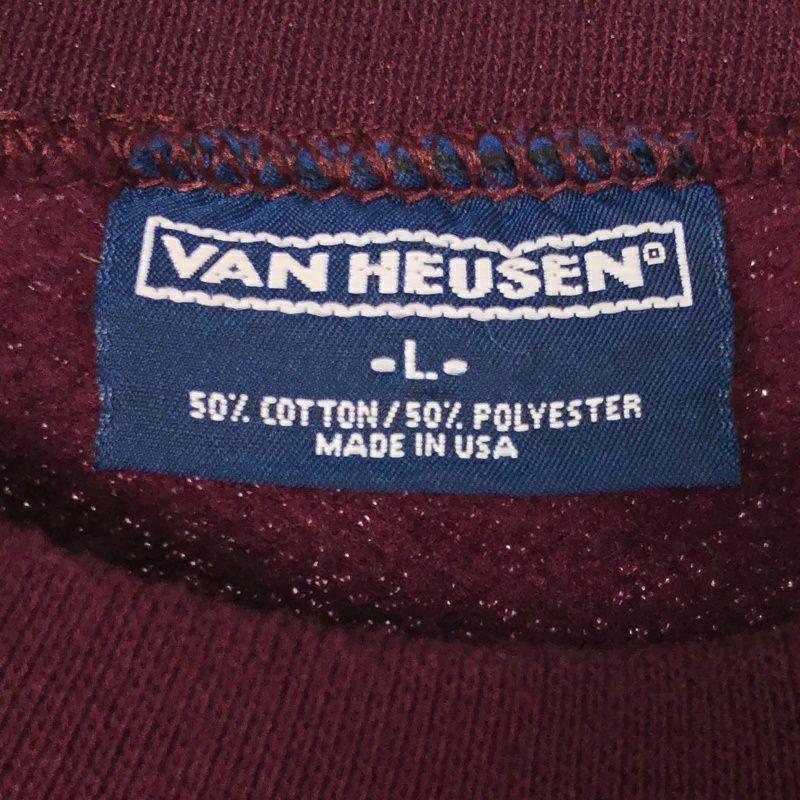 VAN HEUSEN
-L.-
50% COTTON/50% POLYESTER
MADE IN USA